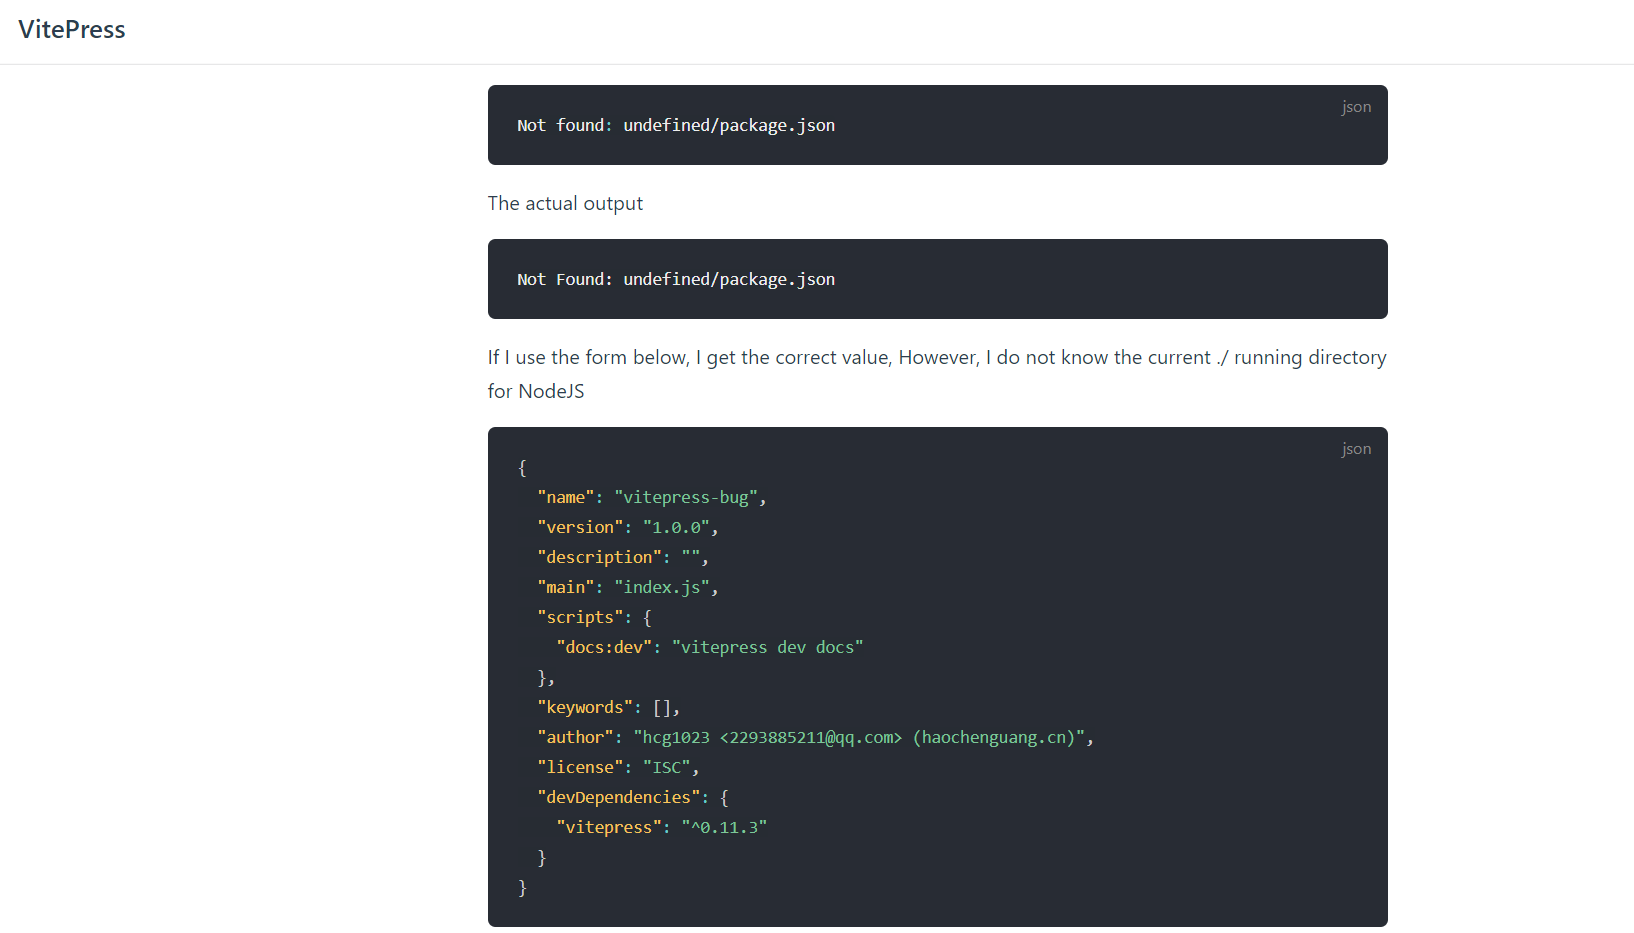 VitePress
json
Not found: undefined/package.json
The actual output
Not Found: undefined/package.json
If I use the form below, I get the correct value, However, I do not know the current ./ running directory
for NodeJS
json
{
  "name": "vitepress-bug",
  "version": "1.0.0",
  "description": "",
  "main": "index.js",
  "scripts": {
    "docs:dev": "vitepress dev docs"
  },
  "keywords": [],
  "author": "hcg1023 <2293885211@qq.com> (haochenguang.cn)",
  "license": "ISC",
  "devDependencies": {
    "vitepress": "^0.11.3"
  }
}